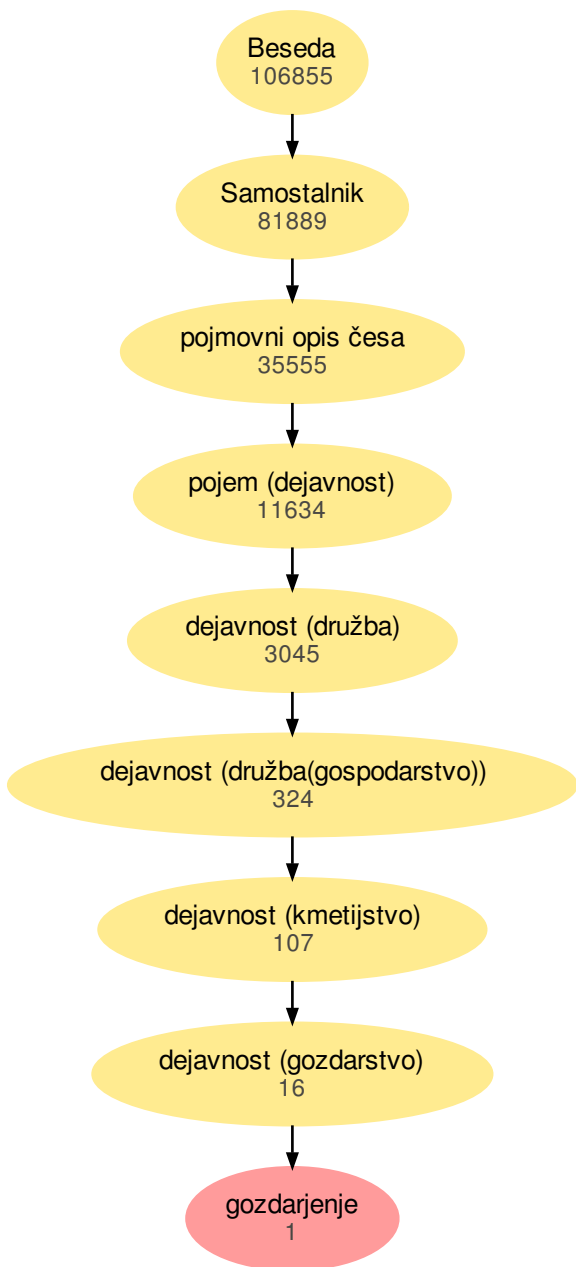 Beseda
106855
Samostalnik
81889
pojmovni opis česa
35555
pojem (dejavnost)
11634
dejavnost (družba)
3045
dejavnost (družba(gospodarstvo))
324
dejavnost (kmetijstvo)
107
dejavnost (gozdarstvo)
16
gozdarjenje
1